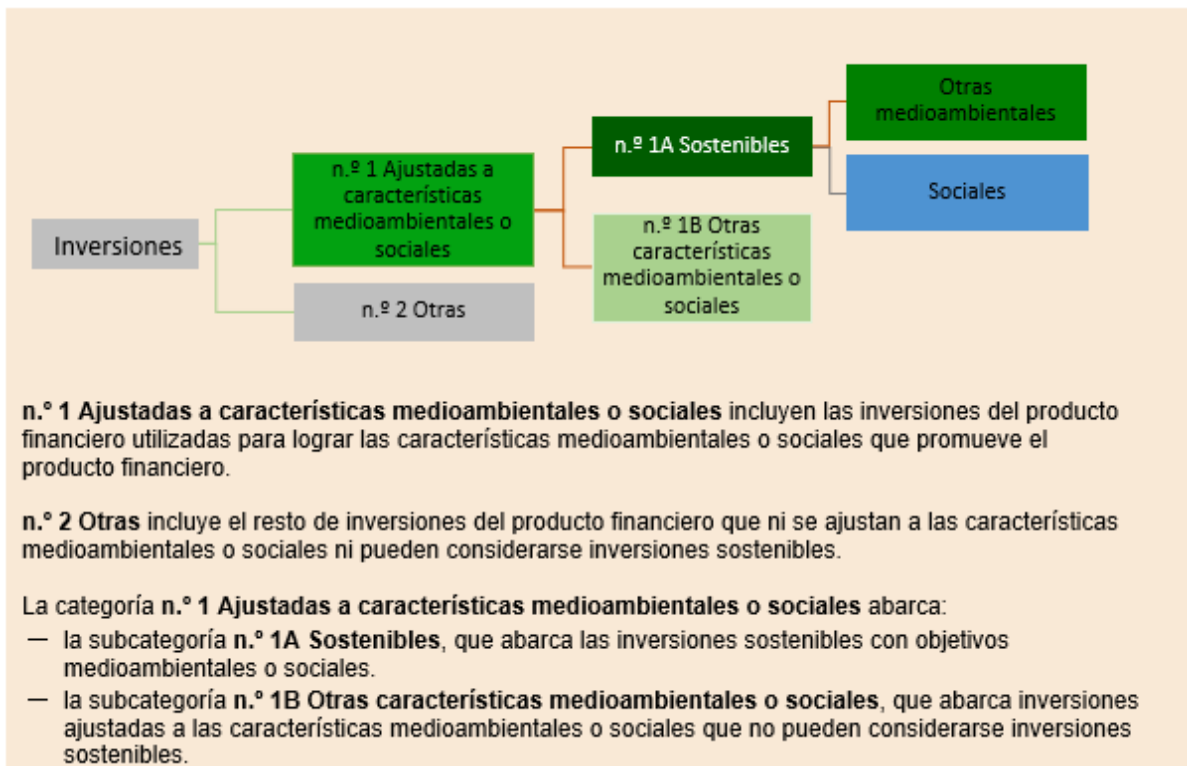 Otras
medioambientales
n.º 1A Sostenibles
n.º 1 Ajustadas a
características
medioambientales o
sociales
Sociales
Inversiones
n.º 1B Otras
características
medioambientales o
sociales
n.º 2 Otras
n.° 1 Ajustadas a características medioambientales o sociales incluyen las inversiones del producto
financiero utilizadas para lograr las características medioambientales o sociales que promueve el
producto financiero.
n.° 2 Otras incluye el resto de inversiones del producto financiero que ni se ajustan a las características
medioambientales o sociales ni pueden considerarse inversiones sostenibles.
La categoría n.° 1 Ajustadas a características medioambientales o sociales abarca:
— la subcategoría n.° 1A Sostenibles, que abarca las inversiones sostenibles con objetivos
medioambientales o sociales.
— la subcategoría n.° 1B Otras características medioambientales o sociales, que abarca inversiones
ajustadas a las características medioambientales o sociales que no pueden considerarse inversiones
sostenibles.